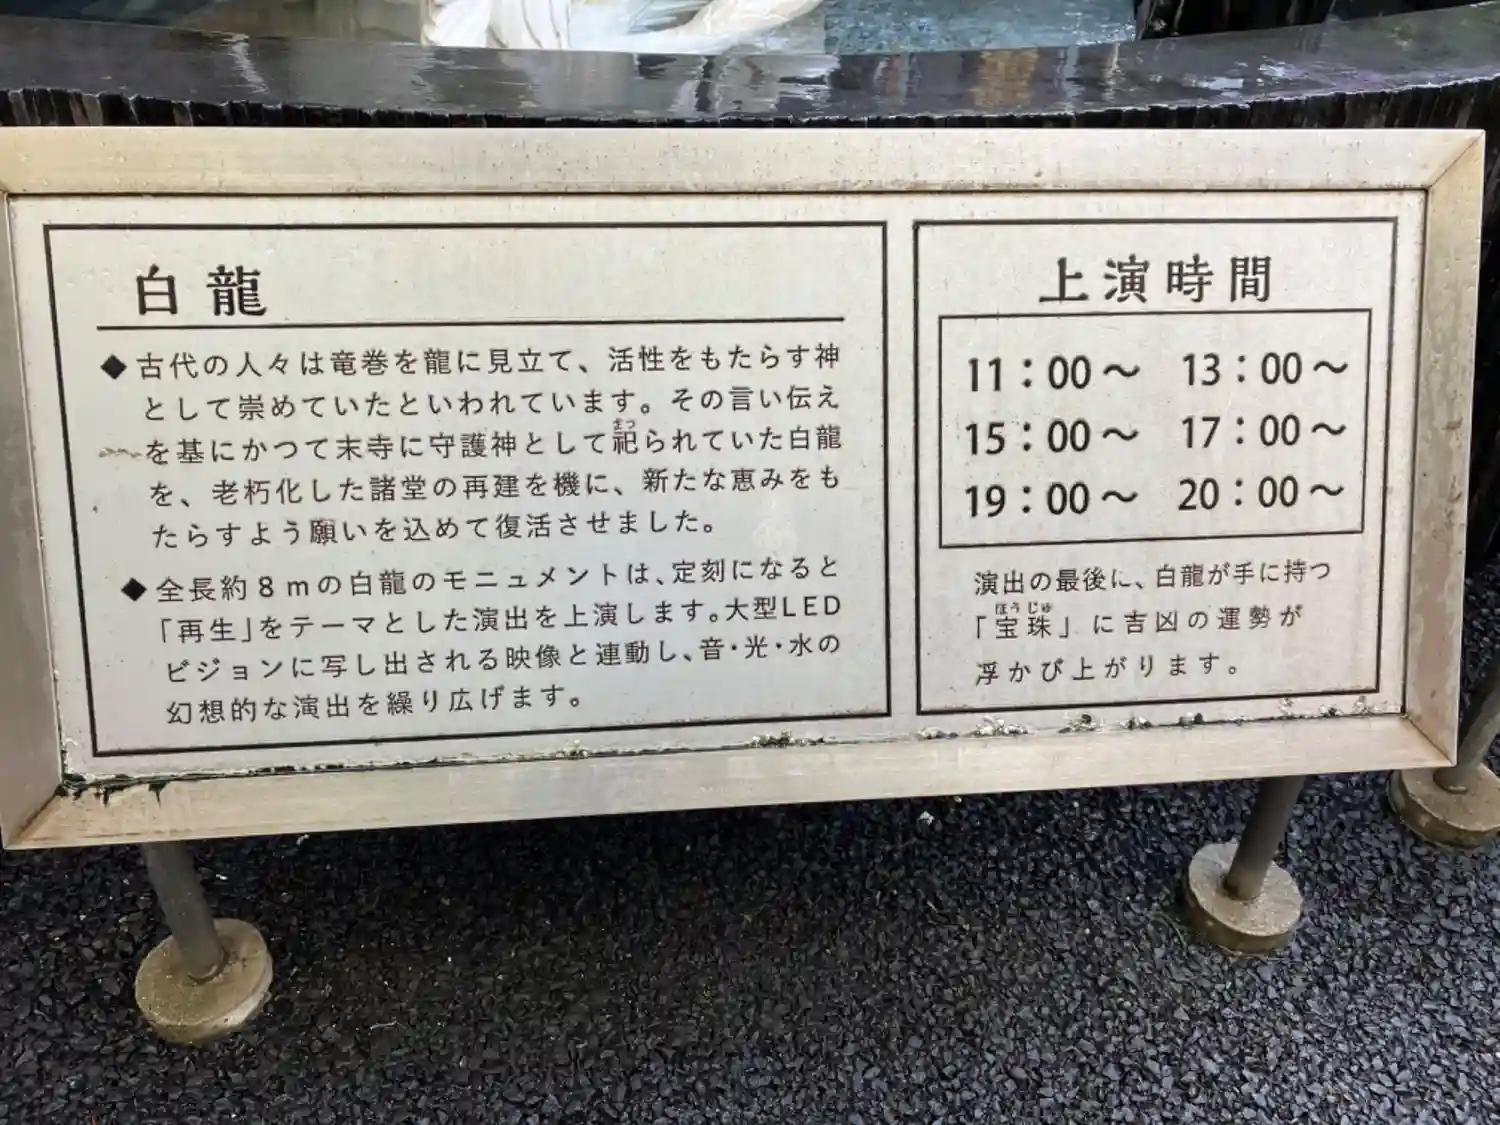 白龍
◆古代の人々は竜巻を龍に見立て、活性をもたらす神
として崇めていたといわれています。その言い伝え
まつ
を基にかつて末寺に守護神として祀られていた白龍
を、老朽化した諸堂の再建を機に、新たな恵みをも
たらすよう願いを込めて復活させました。
◆全長約8mの白龍のモニュメントは、定刻になると
「再生」をテーマとした演出を上演します。大型LED
ビジョンに写し出される映像と連動し、音・光・水の
幻想的な演出を繰り広げます。
上演時間
11:00～ 13:00～
15:00～ 17:00～
19:00～ 20:00～
演出の最後に、白龍が手に持つ
ほうじゅ
「宝珠」に吉凶の運勢が
浮かび上がります。